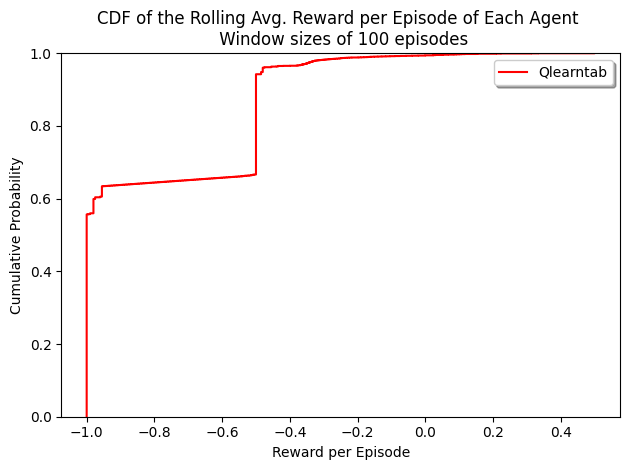 CDF of the Rolling Avg. Reward per Episode of Each Agent
Window sizes of 100 episodes
Qlearntab
Cumulative Probability
1.0
0.8
0.6
0.4
0.2
0.0
−1.0 −0.8 −0.6 −0.4 −0.2 0.0 0.2 0.4
Reward per Episode